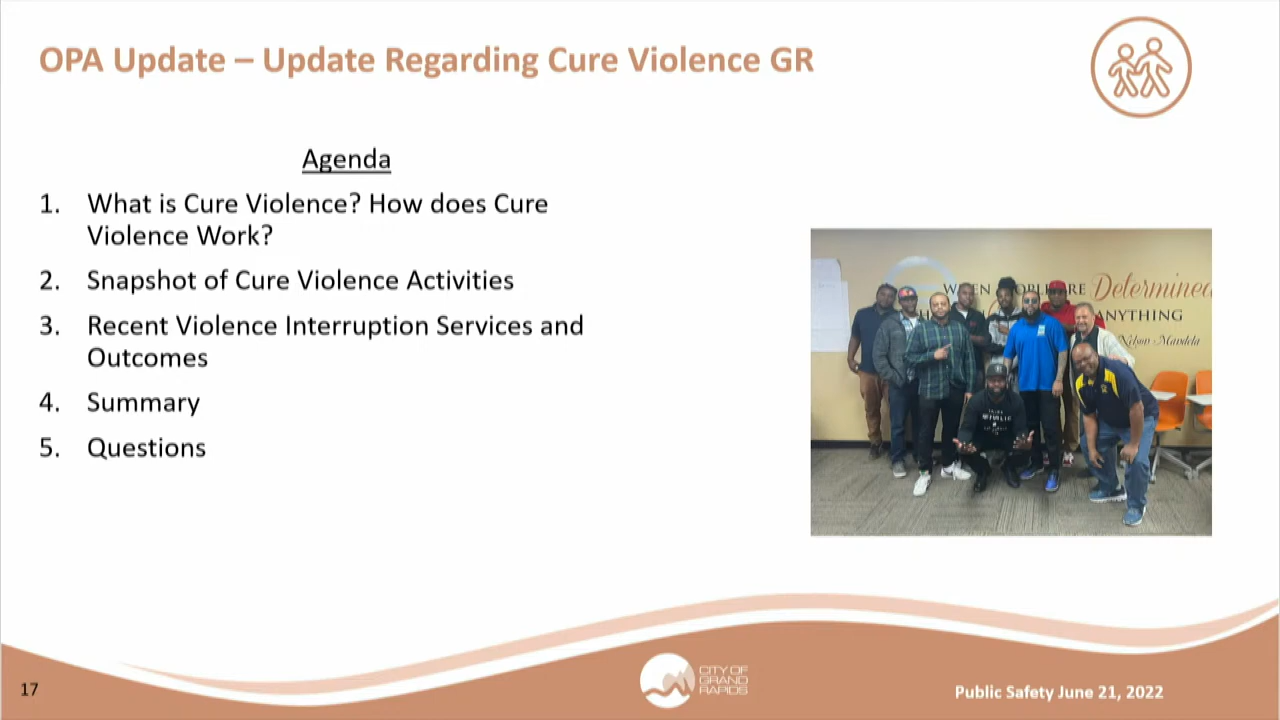 OPA Update – Update Regarding Cure Violence GR
Agenda
1. What is Cure Violence? How does Cure
Violence Work?
2. Snapshot of Cure Violence Activities
3. Recent Violence Interruption Services and
Outcomes
4. Summary
5. Questions
Determined
ANYTHING
Nelson Mandela
17
CITY OF
GRAND
RAPIDS
Public Safety June 21, 2022